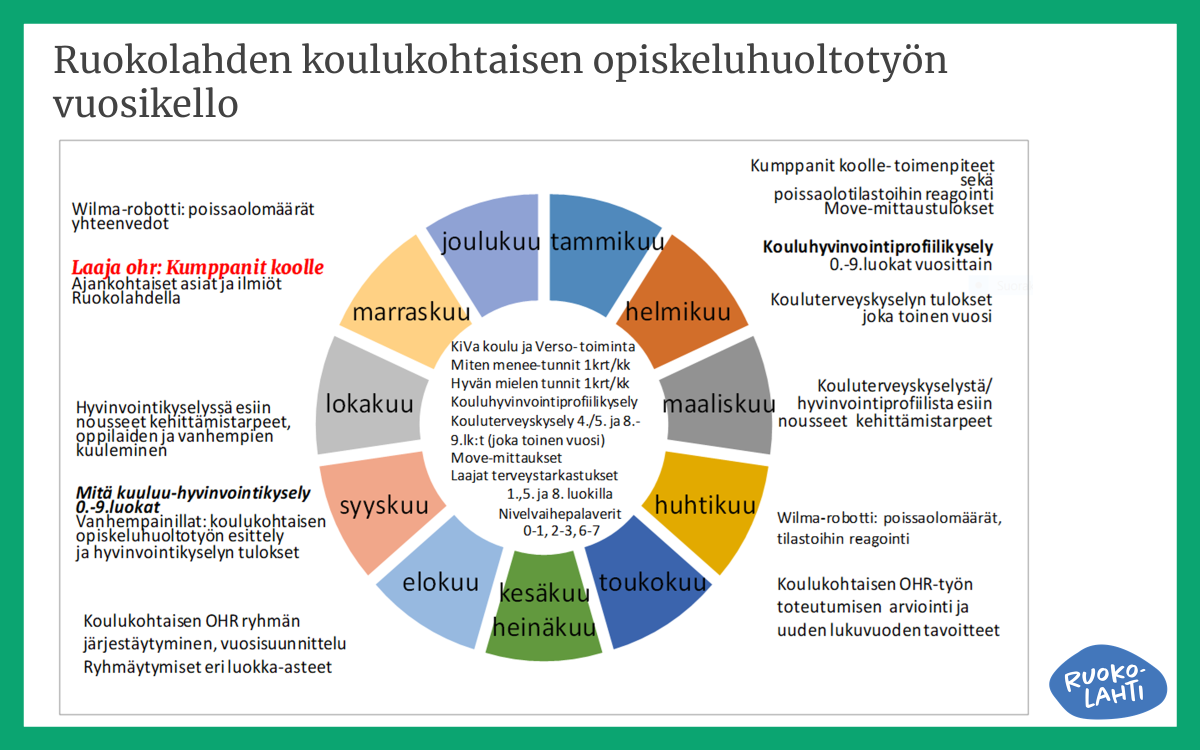 Ruokolahden koulukohtaisen opiskeluhuoltotyön
vuosikello
Kumppanit koolle- toimenpiteet
sekä
poissaolotilastoihin reagointi
Move-mittaustulokset
Wilma-robotti: poissaolomäärät
yhteenvedot
Kouluhyvinvointiprofiilikysely
0.-9.luokat vuosittain
Laaja ohr: Kumppanit koolle
Ajankohtaiset asiat ja ilmiöt
Ruokolahdella
Kouluterveyskyselyn tulokset
joka toinen vuosi
joulukuu
tammikuu
helmikuu
maaliskuu
huhtikuu
toukokuu
kesäkuu
heinäkuu
elokuu
syyskuu
lokakuu
marraskuu
KiVa koulu ja Verso-toiminta
Miten menee-tunnit 1krt/kk
Hyvän mielen tunnit 1krt/kk
Kouluhyvinvointiprofiilikysely
Kouluterveyskysely 4./5. ja 8.-
9.lk:t (joka toinen vuosi)
Move-mittaukset
Laajat terveystarkastukset
1.,5. ja 8. luokilla
Nivelvaihepalaverit
0-1, 2-3, 6-7
Kouluterveyskyselystä/
hyvinvointiprofiilista esiin
nousseet kehittämistarpeet
Hyvinvointikyselyssä esiin
nousseet kehittämistarpeet,
oppilaiden ja vanhempien
kuuleminen
Mitä kuuluu-hyvinvointikysely
0.-9.luokat
Vanhempainillat: koulukohtaisen
opiskeluhuoltotyön esittely
ja hyvinvointikyselyn tulokset
Wilma-robotti: poissaolomäärät,
tilastoihin reagointi
Koulukohtaisen OHR-työn
toteutumisen arviointi ja
uuden lukuvuoden tavoitteet
Koulukohtaisen OHR ryhmän
järjestäytyminen, vuosisuunnittelu
Ryhmäytymiset eri luokka-asteet
RUOKO-
LAHTI